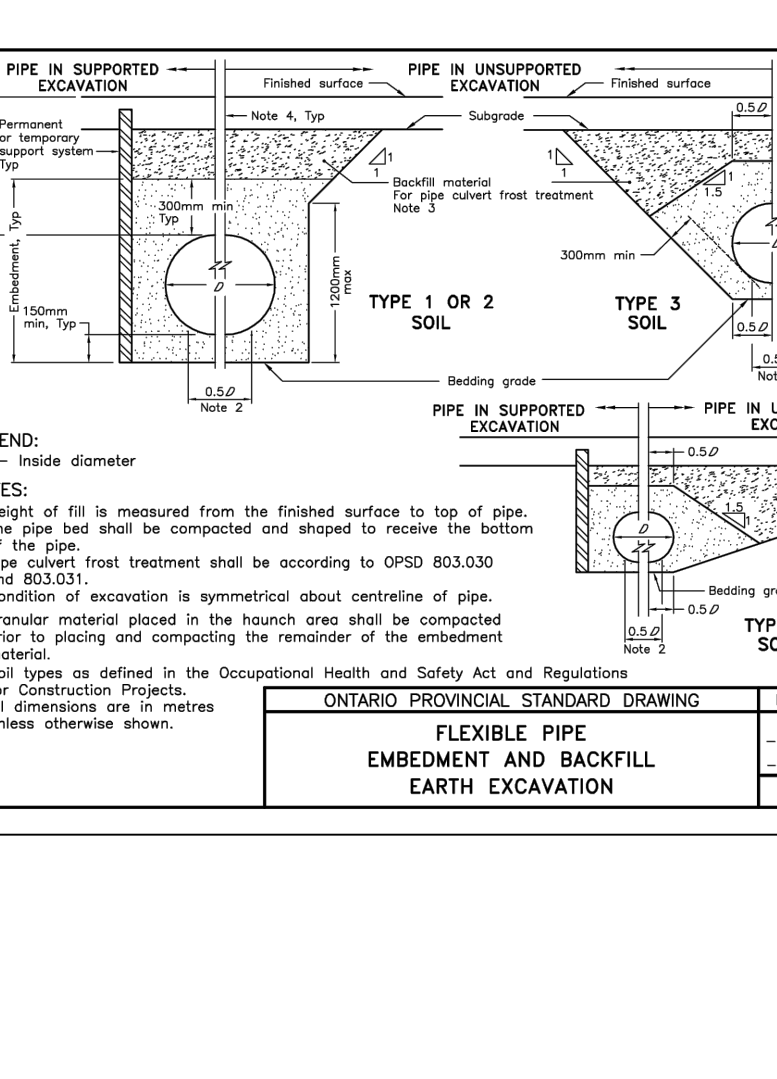 PIPE IN SUPPORTED
EXCAVATION
PIPE IN UNSUPPORTED
EXCAVATION
Finished surface
Finished surface
0.5D
Permanent
or temporary
support system
Typ
Note 4, Typ
Subgrade
1
1
1
1
1
1.5
Backfill material
For pipe culvert frost treatment
Note 3
300mm min
Typ
Embedment, Typ
300mm min
1200mm
max
D
150mm
min, Typ
TYPE 1 OR 2
SOIL
TYPE 3
SOIL
0.5D
0.5D
Note 2
Bedding grade
PIPE IN SUPPORTED
EXCAVATION
PIPE IN
0.5D
1.5
1
D
Bedding
0.5D
0.5D
Note 2
END:
– Inside diameter
ES:
eight of fill is measured from the finished surface to top of pipe.
he pipe bed shall be compacted and shaped to receive the bottom
f the pipe.
ipe culvert frost treatment shall be according to OPSD 803.030
nd 803.031.
ondition of excavation is symmetrical about centreline of pipe.
ranular material placed in the haunch area shall be compacted
rior to placing and compacting the remainder of the embedment
aterial.
oil types as defined in the Occupational Health and Safety Act and Regulations
or Construction Projects.
ll dimensions are in metres
nless otherwise shown.
ONTARIO PROVINCIAL STANDARD DRAWING
FLEXIBLE PIPE
EMBEDMENT AND BACKFILL
EARTH EXCAVATION